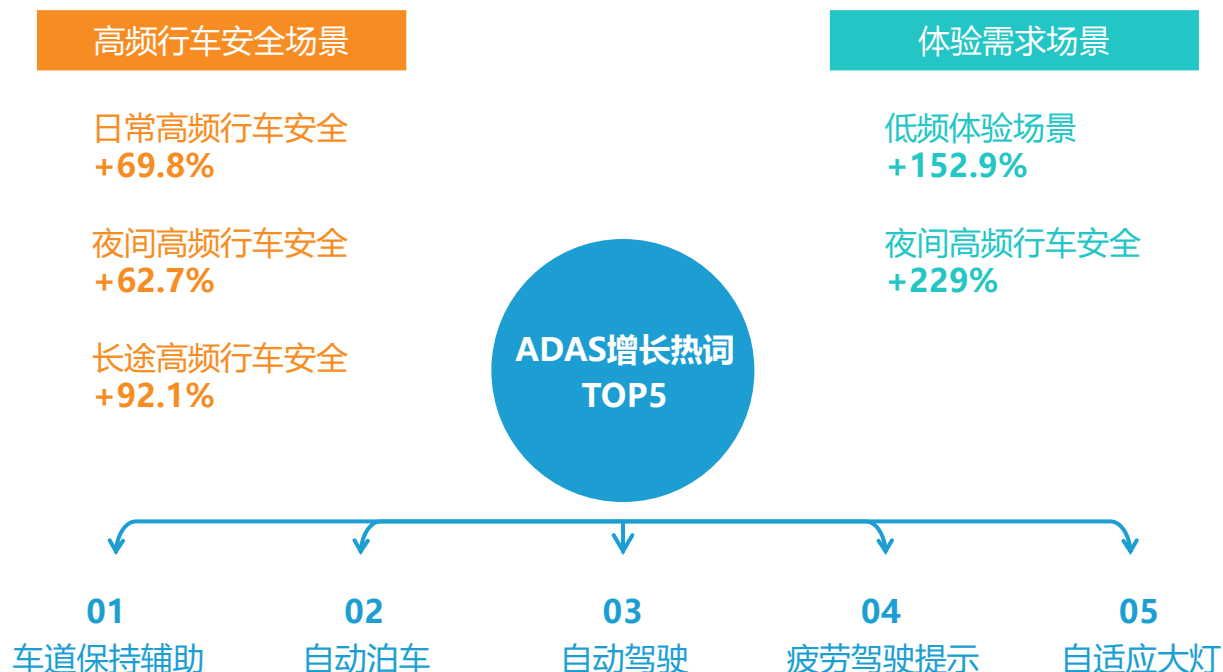 高频行车安全场景
日常高频行车安全
+69.8%
夜间高频行车安全
+62.7%
长途高频行车安全
+92.1%
体验需求场景
低频体验场景
+152.9%
夜间高频行车安全
+229%
ADAS增长热词
TOP5
01
车道保持辅助
02
自动泊车
03
自动驾驶
04
疲劳驾驶提示
05
自适应大灯